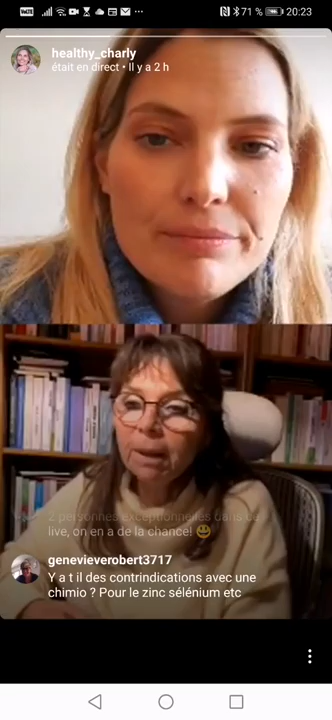 71 % 20:23
healthy_charly
était en direct • Il y a 2 h
2 personnes exceptionnelles dans ce
live, on en a de la chance! 😃
genevieverobert3717
Y a t il des contrindications avec une
chimio ? Pour le zinc sélénium etc